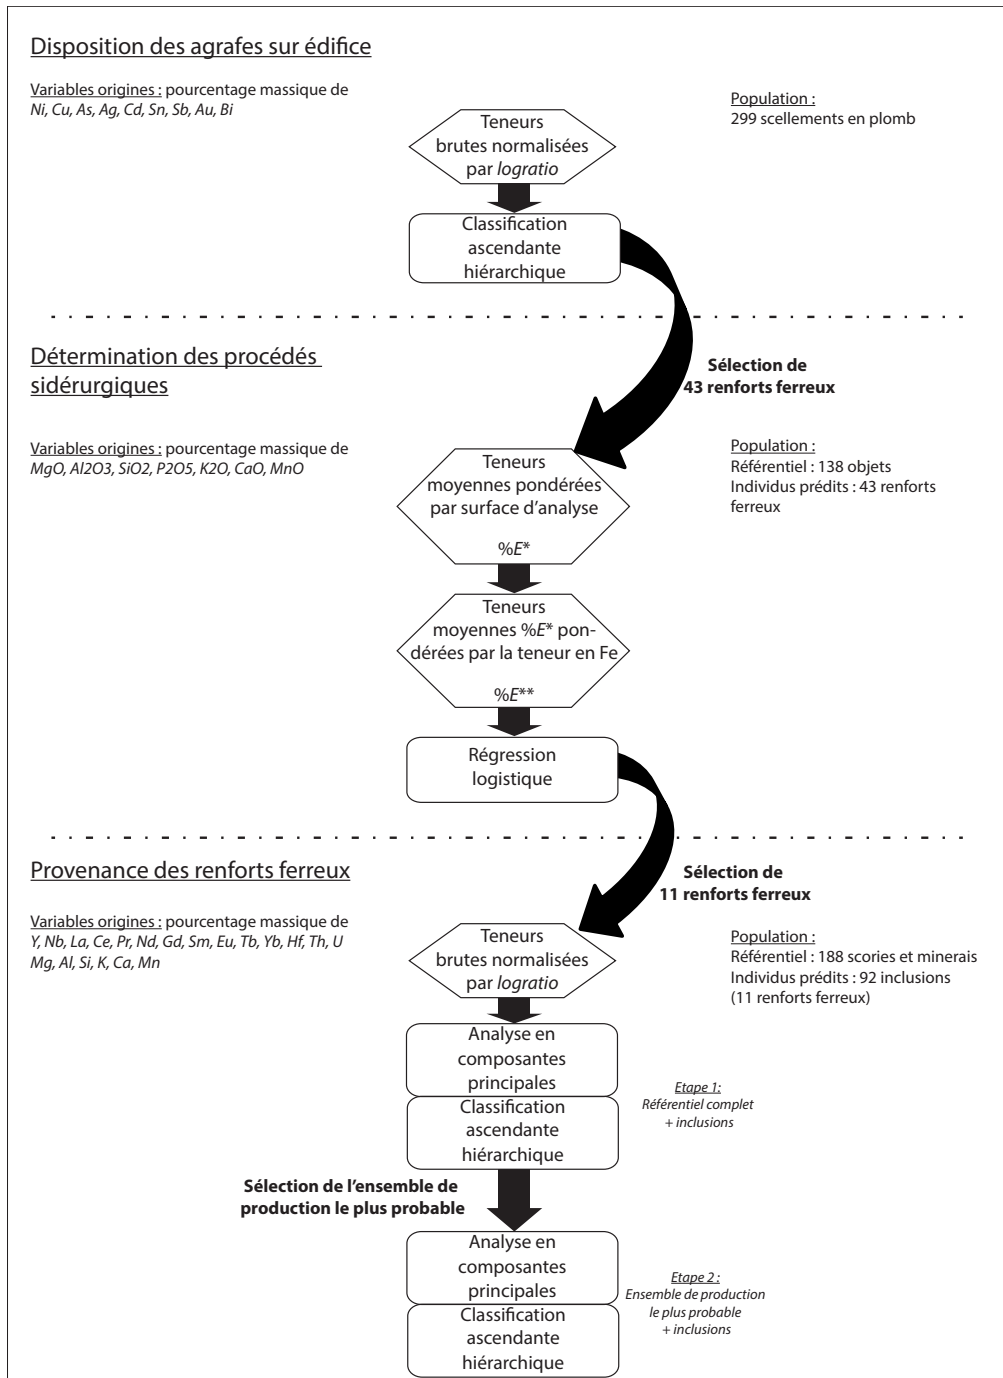 Disposition des agrafes sur édifice
Variables origines : pourcentage massique de
Ni, Cu, As, Ag, Cd, Sn, Sb, Au, Bi
Population :
299 scellements en plomb
Teneurs
brutes normalisées
par logratio
Classification
ascendante
hiérarchique
Détermination des procédés
sidérurgiques
Sélection de
43 renforts ferreux
Variables origines : pourcentage massique de
MgO, Al2O3, SiO2, P2O5, K2O, CaO, MnO
Population :
Référentiel : 138 objets
Individus prédits : 43 renforts
ferreux
Teneurs
moyennes pondérées
par surface d’analyse
%E*
Teneurs
moyennes %E* pon-
dérées par la teneur en Fe
%E**
Régression
logistique
Provenance des renforts ferreux
Sélection de
11 renforts ferreux
Variables origines : pourcentage massique de
Y, Nb, La, Ce, Pr, Nd, Gd, Sm, Eu, Tb, Yb, Hf, Th, U
Mg, Al, Si, K, Ca, Mn
Population :
Référentiel : 188 scories et minerais
Individus prédits : 92 inclusions
(11 renforts ferreux)
Teneurs
brutes normalisées
par logratio
Analyse en
composantes
principales
Classification
ascendante
hiérarchique
Etape 1:
Référentiel complet
+ inclusions
Sélection de l’ensemble de
production le plus probable
Analyse en
composantes
principales
Classification
ascendante
hiérarchique
Etape 2 :
Ensemble de production
le plus probable
+ inclusions